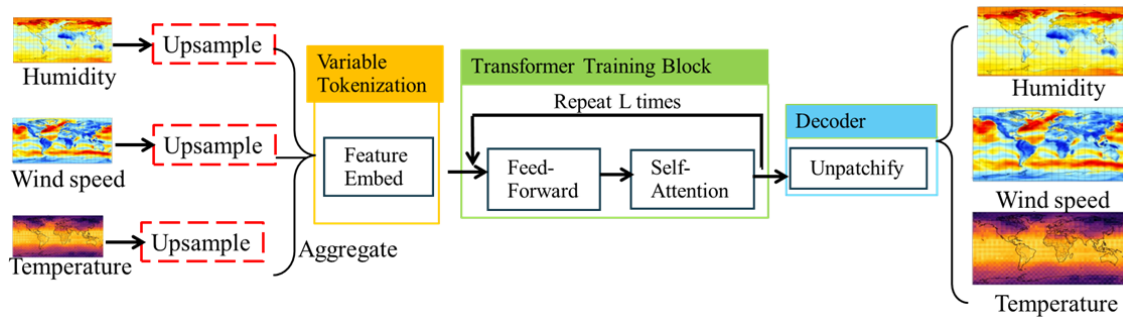 Upsample
Humidity
Upsample
Wind speed
Upsample
Temperature
Aggregate
Variable
Tokenization
Feature
Embed
Transformer Training Block
Repeat L times
Feed-
Forward
Self-
Attention
Decoder
Unpatchify
Humidity
Wind speed
Temperature